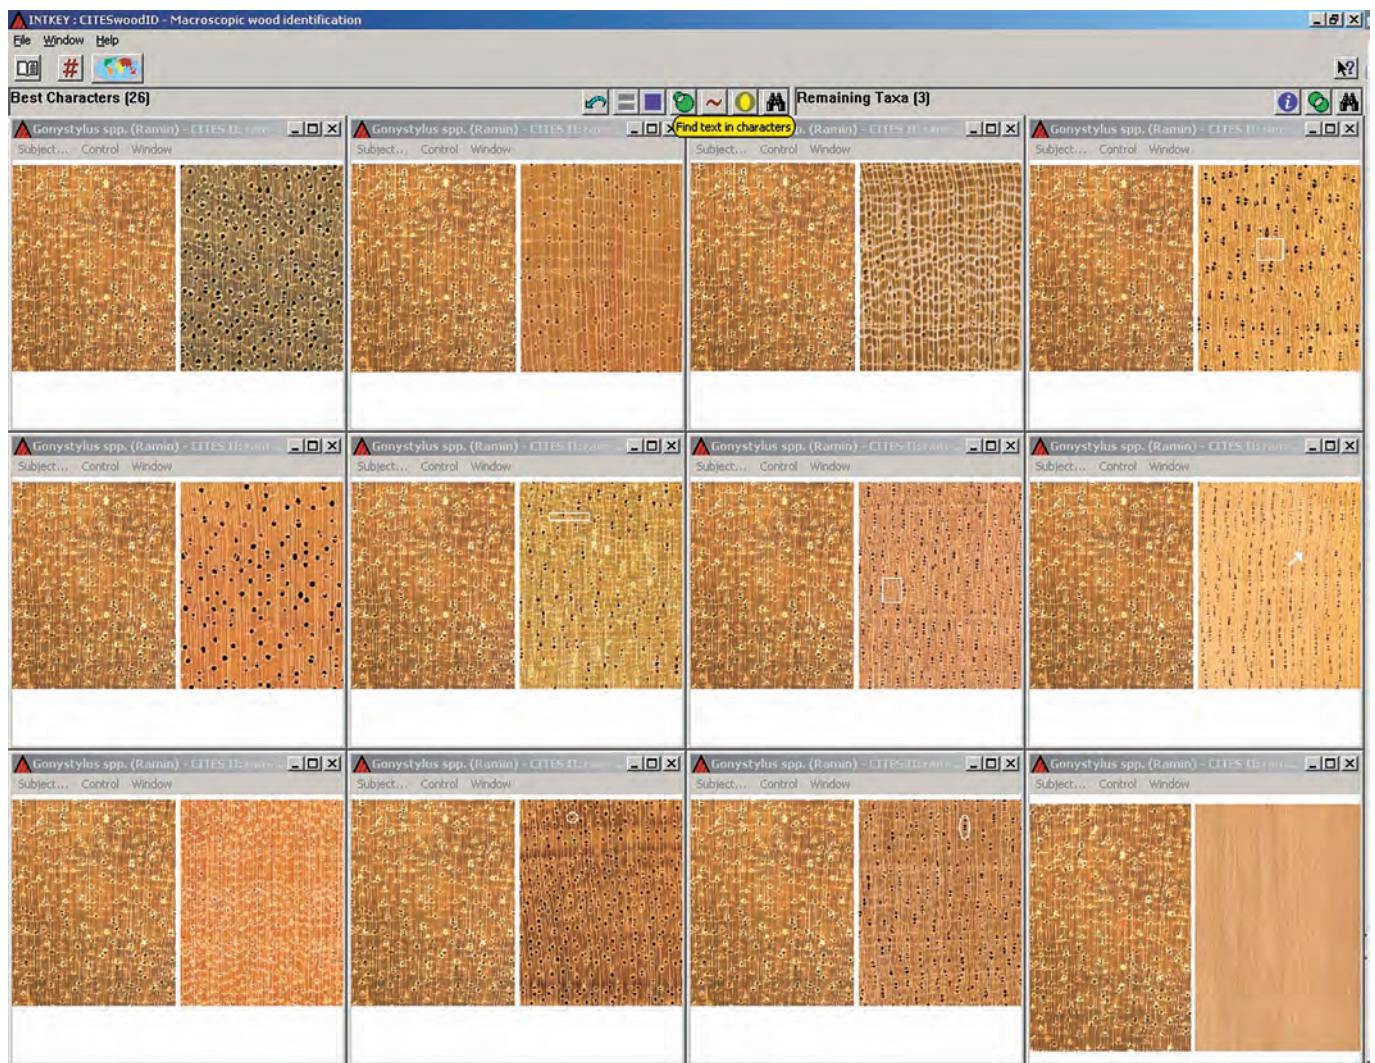 INTKEY : CITESwoodID - Macroscopic wood identification
File Window Help
#
?
Best Characters (26)
Remaining Taxa (3)
Find text in characters
Gonystylus spp. (Ramin) - CITES II:
Gonystylus spp. (Ramin) - CITES II:
Gonystylus spp. (Ramin) - CITES II:
Subject... Control Window
Subject... Control Window
Subject... Control Window
Subject... Control Window
Gonystylus spp. (Ramin) - CITES II:
Gonystylus spp. (Ramin) - CITES II:
Gonystylus spp. (Ramin) - CITES II:
Gonystylus spp. (Ramin) - CITES II:
Subject... Control Window
Subject... Control Window
Subject... Control Window
Subject... Control Window
Gonystylus spp. (Ramin) - CITES II:
Gonystylus spp. (Ramin) - CITES II:
Gonystylus spp. (Ramin) - CITES II:
Gonystylus spp. (Ramin) - CITES II:
Subject... Control Window
Subject... Control Window
Subject... Control Window
Subject... Control Window